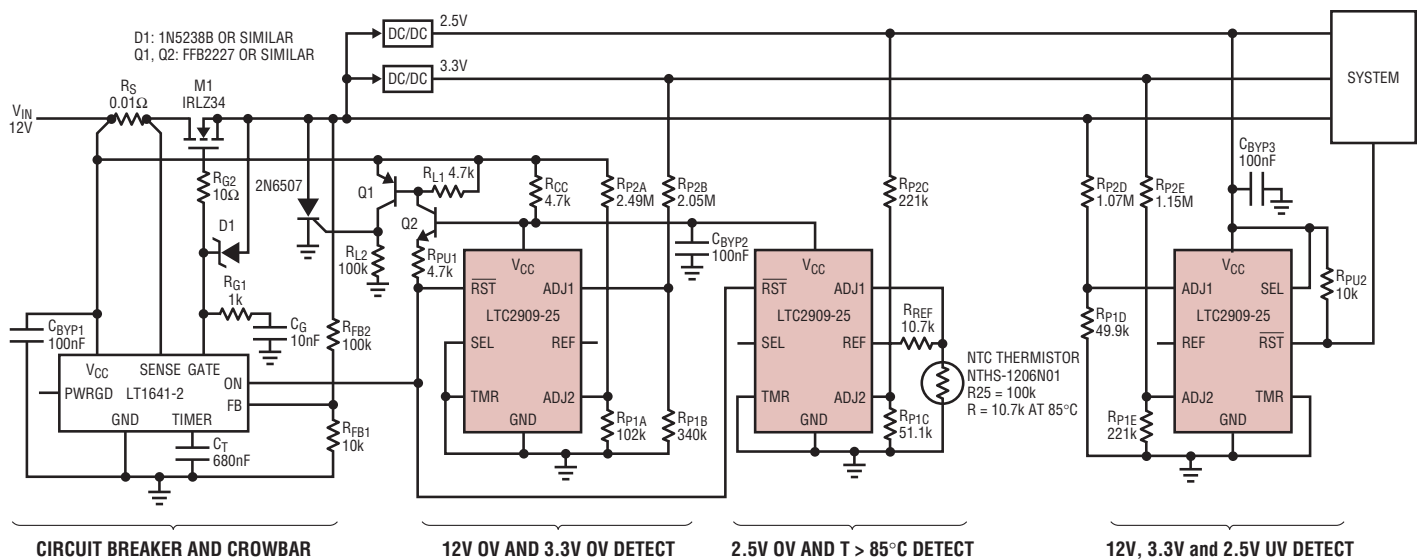 D1: 1N5238B OR SIMILAR
Q1, Q2: FFB2227 OR SIMILAR
DC/DC
2.5V
DC/DC
3.3V
SYSTEM
VIN
12V
RS
0.01Ω
M1
IRLZ34
RG2
10Ω
2N6507
D1
RG1
1k
CG
10nF
CBYP1
100nF
RFB2
100k
RFB1
10k
VCC
SENSE
GATE
PWRGD
LT1641-2
ON
FB
GND
TIMER
CT
680nF
Q1
Q2
RL1 4.7k
RL2
100k
RPU1
4.7k
RCC
4.7k
RP2A
2.49M
RP2B
2.05M
CBYP2
100nF
VCC
RST
ADJ1
LTC2909-25
SEL
REF
TMR
ADJ2
GND
RP1A
102k
RP1B
340k
RP2C
221k
VCC
RST
ADJ1
LTC2909-25
SEL
REF
TMR
ADJ2
GND
RREF
10.7k
NTC THERMISTOR
NTHS-1206N01
R25 = 100k
R = 10.7k AT 85°C
RP1C
51.1k
CBYP3
100nF
RP2D
1.07M
RP2E
1.15M
RP1D
49.9k
RP1E
221k
VCC
ADJ1
SEL
LTC2909-25
REF
RST
ADJ2
TMR
GND
RPU2
10k
CIRCUIT BREAKER AND CROWBAR
12V OV AND 3.3V OV DETECT
2.5V OV AND T > 85°C DETECT
12V, 3.3V and 2.5V UV DETECT